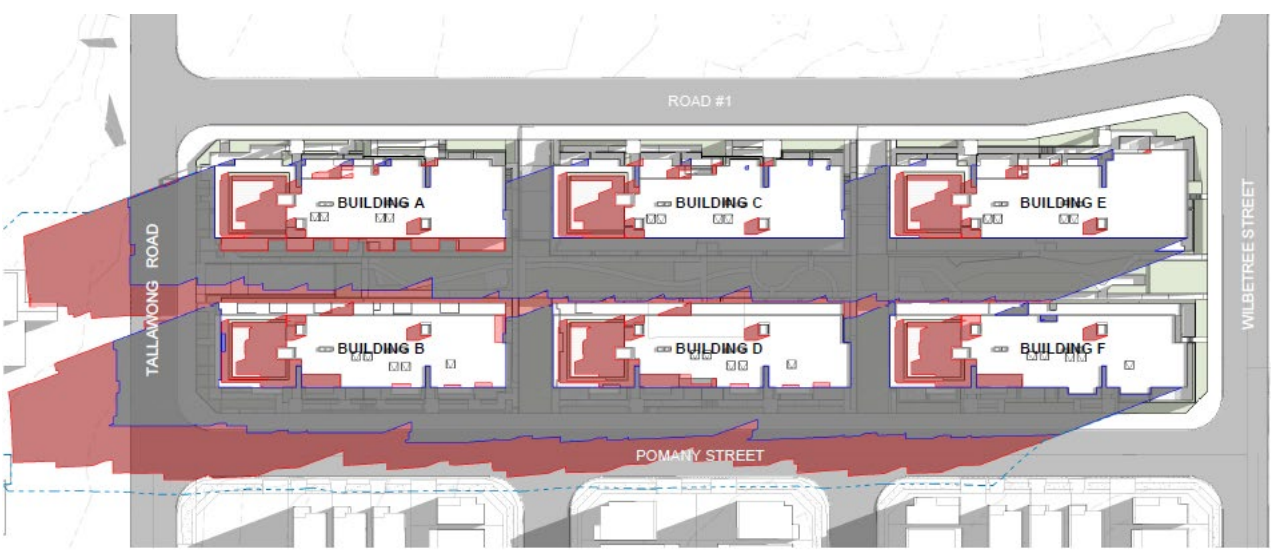 ROAD #1
BUILDING A
BUILDING C
BUILDING E
TALLAWONG ROAD
WILBETREE STREET
BUILDING B
BUILDING D
BUILDING F
POMANY STREET